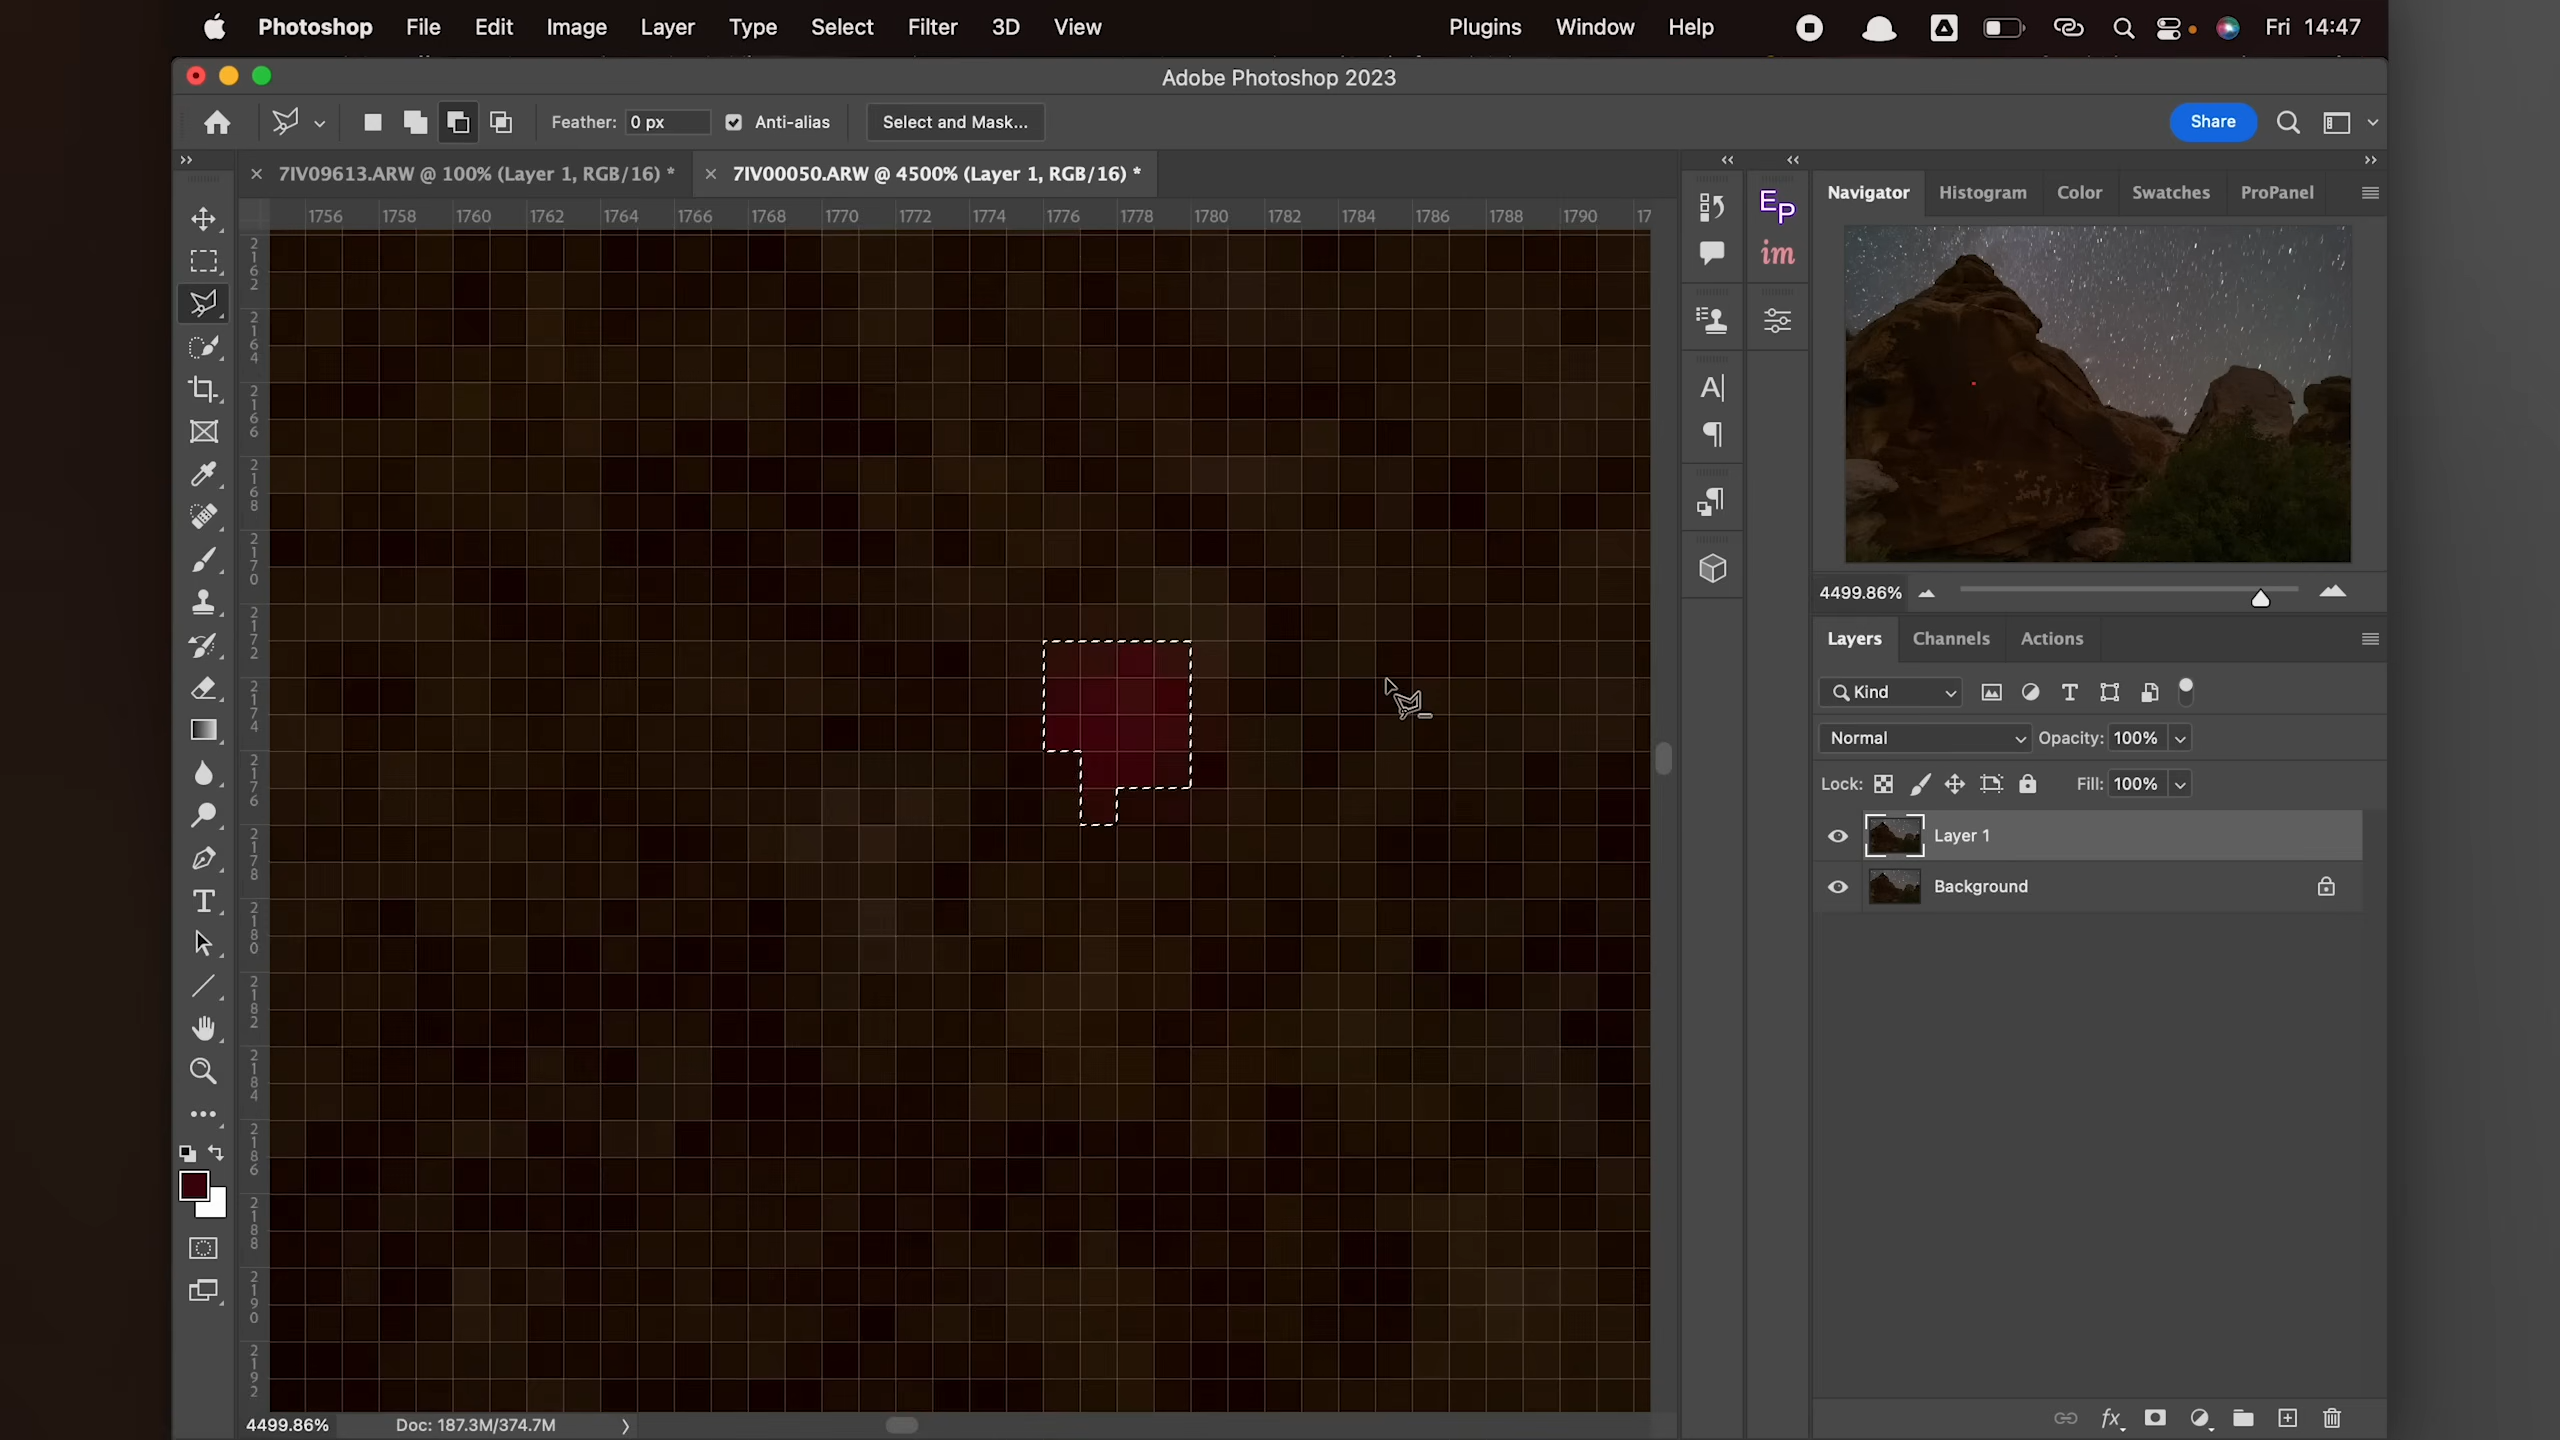 Photoshop File Edit Image Layer Type Select Filter 3D View Plugins Window Help Fri 14:47
Adobe Photoshop 2023
Feather: 0 px Anti-alias Select and Mask... Share
7IV09613.ARW @ 100% (Layer 1, RGB/16) * 7IV00050.ARW @ 4500% (Layer 1, RGB/16) *
1756 1758 1760 1762 1764 1766 1768 1770 1772 1774 1776 1778 1780 1782 1784 1786 1788 1790 17
2162
2164
2166
2168
2170
2172
2174
2176
2178
2180
2182
2184
2186
2188
2190
2192
EP
im
A|
Navigator Histogram Color Swatches ProPanel
4499.86%
Layers Channels Actions
Kind
Normal Opacity: 100%
Lock: Fill: 100%
Layer 1
Background
fx
4499.86% Doc: 187.3M/374.7M